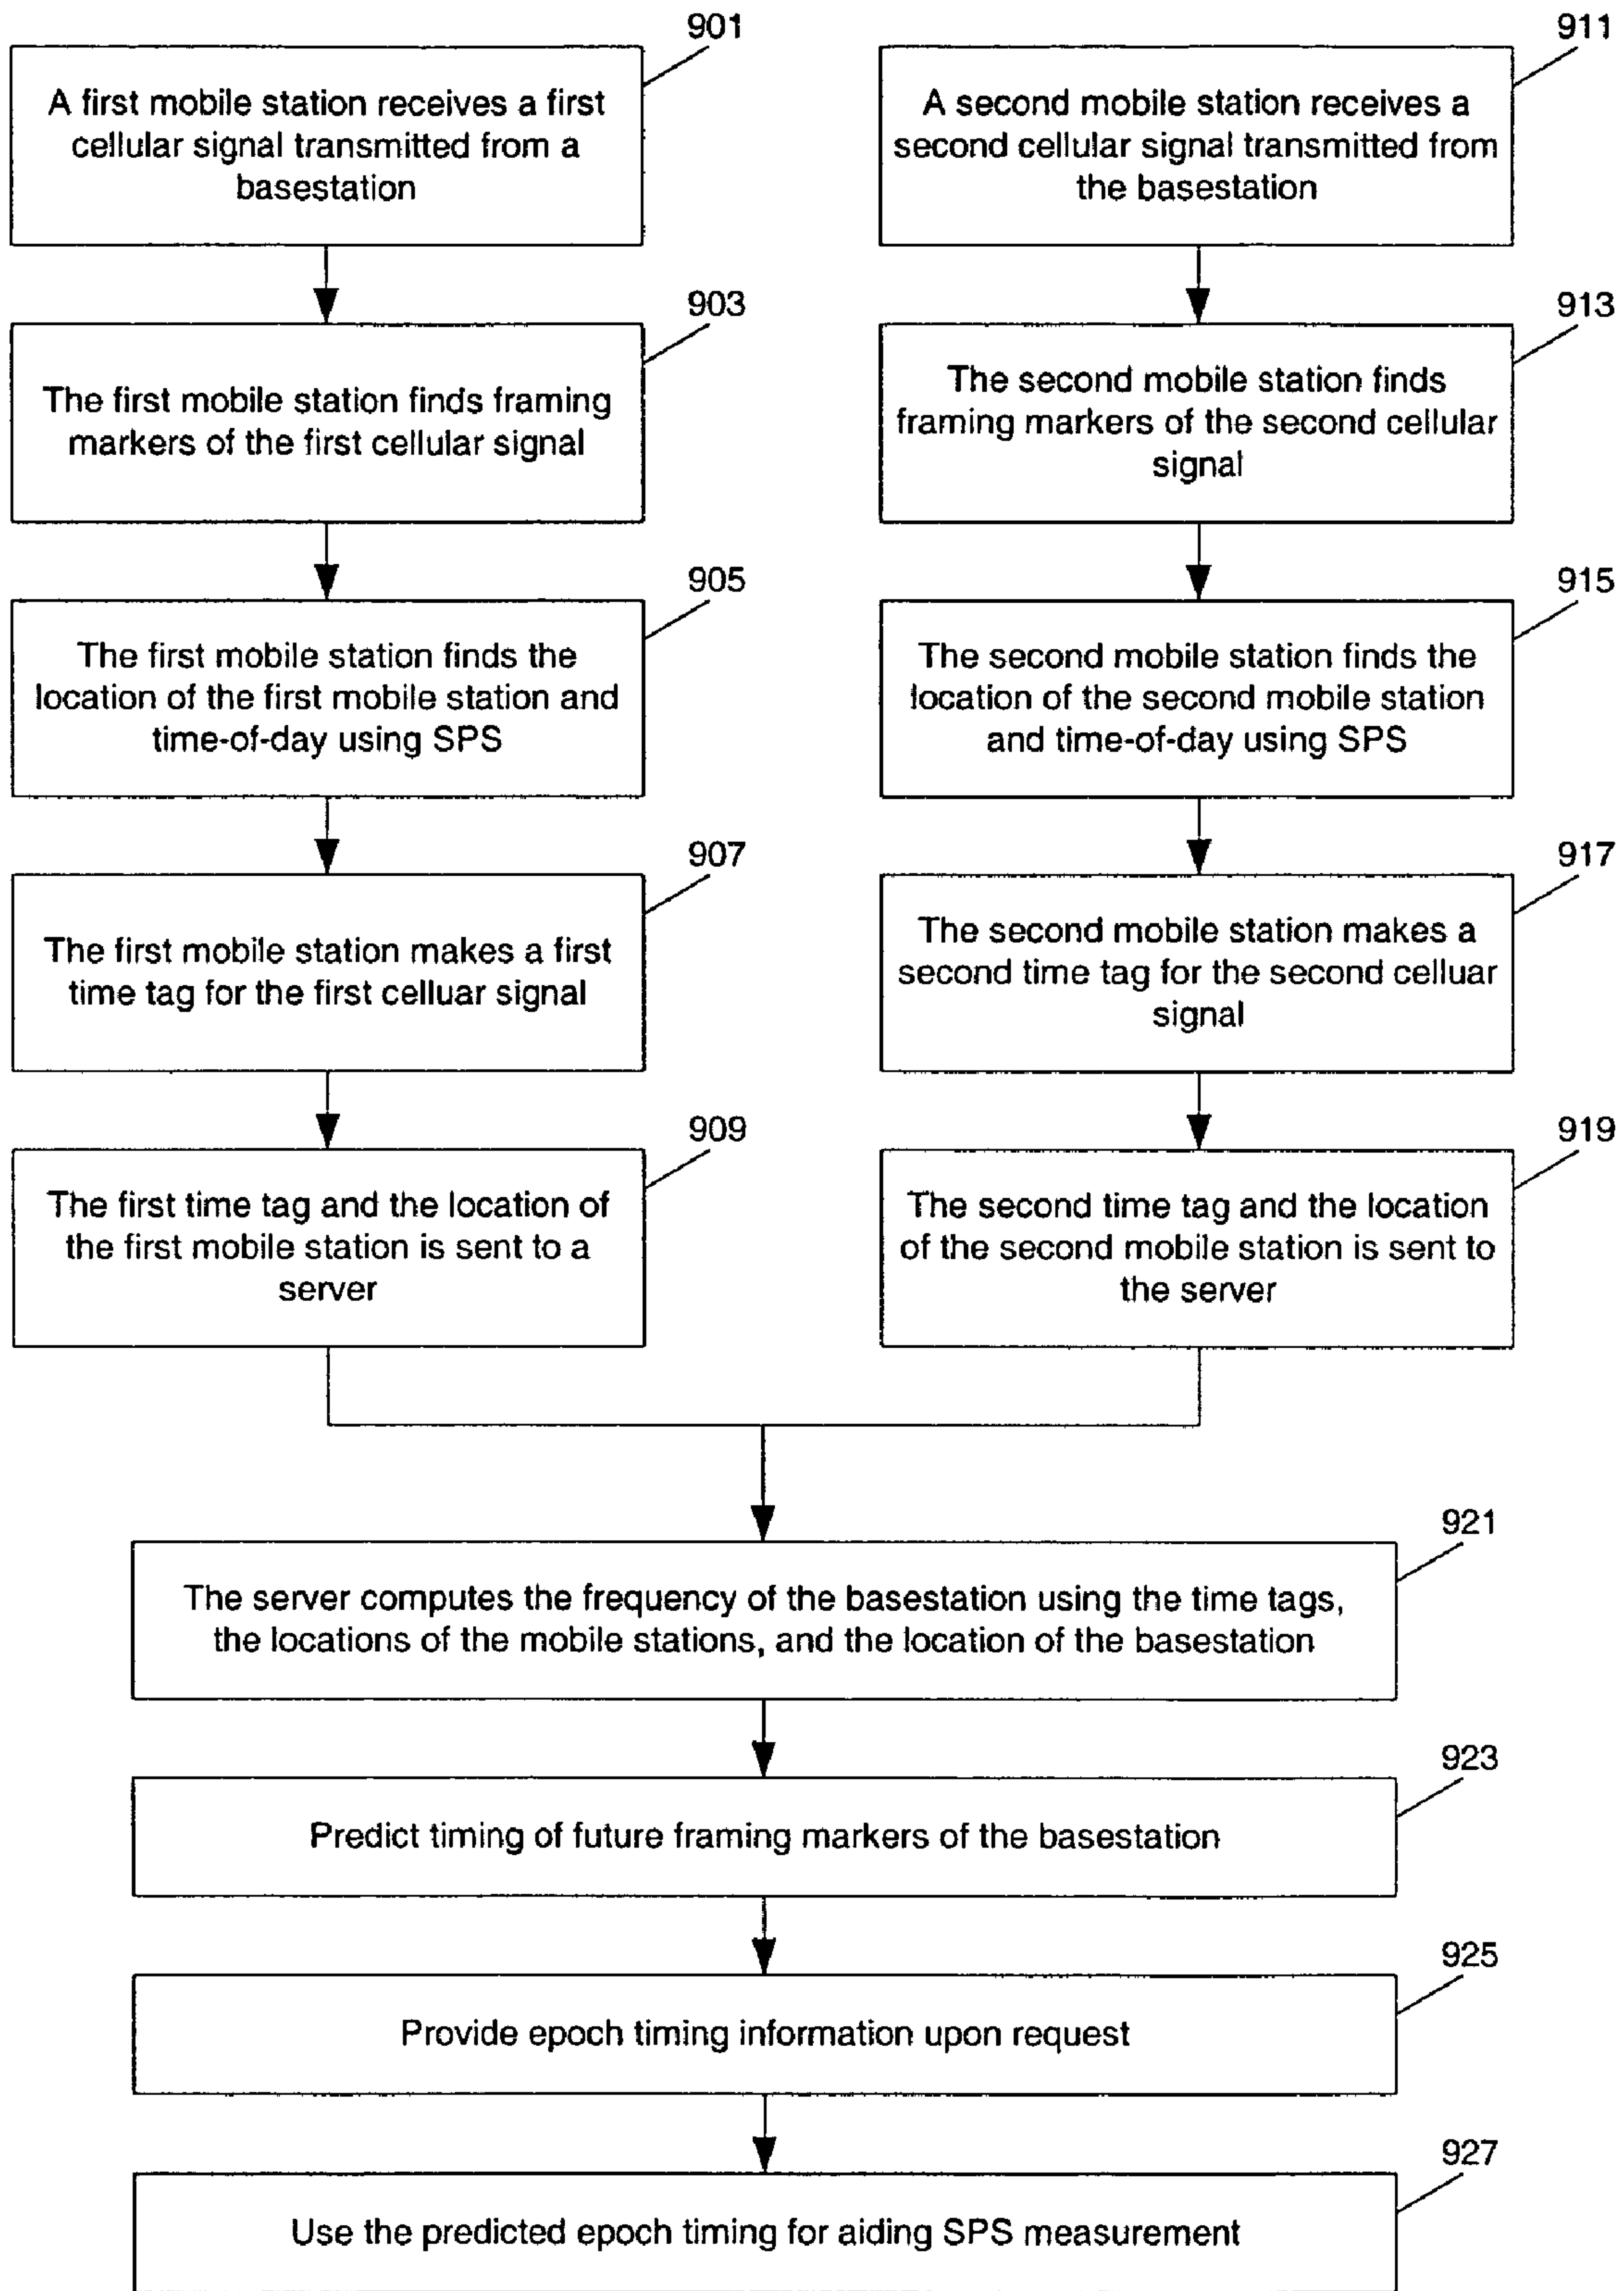 901
A first mobile station receives a first
cellular signal transmitted from a
basestation
903
The first mobile station finds framing
markers of the first cellular signal
905
The first mobile station finds the
location of the first mobile station and
time-of-day using SPS
907
The first mobile station makes a first
time tag for the first celluar signal
909
The first time tag and the location of
the first mobile station is sent to a
server
911
A second mobile station receives a
second cellular signal transmitted from
the basestation
913
The second mobile station finds
framing markers of the second cellular
signal
915
The second mobile station finds the
location of the second mobile station
and time-of-day using SPS
917
The second mobile station makes a
second time tag for the second celluar
signal
919
The second time tag and the location
of the second mobile station is sent to
the server
921
The server computes the frequency of the basestation using the time tags,
the locations of the mobile stations, and the location of the basestation
923
Predict timing of future framing markers of the basestation
925
Provide epoch timing information upon request
927
Use the predicted epoch timing for aiding SPS measurement